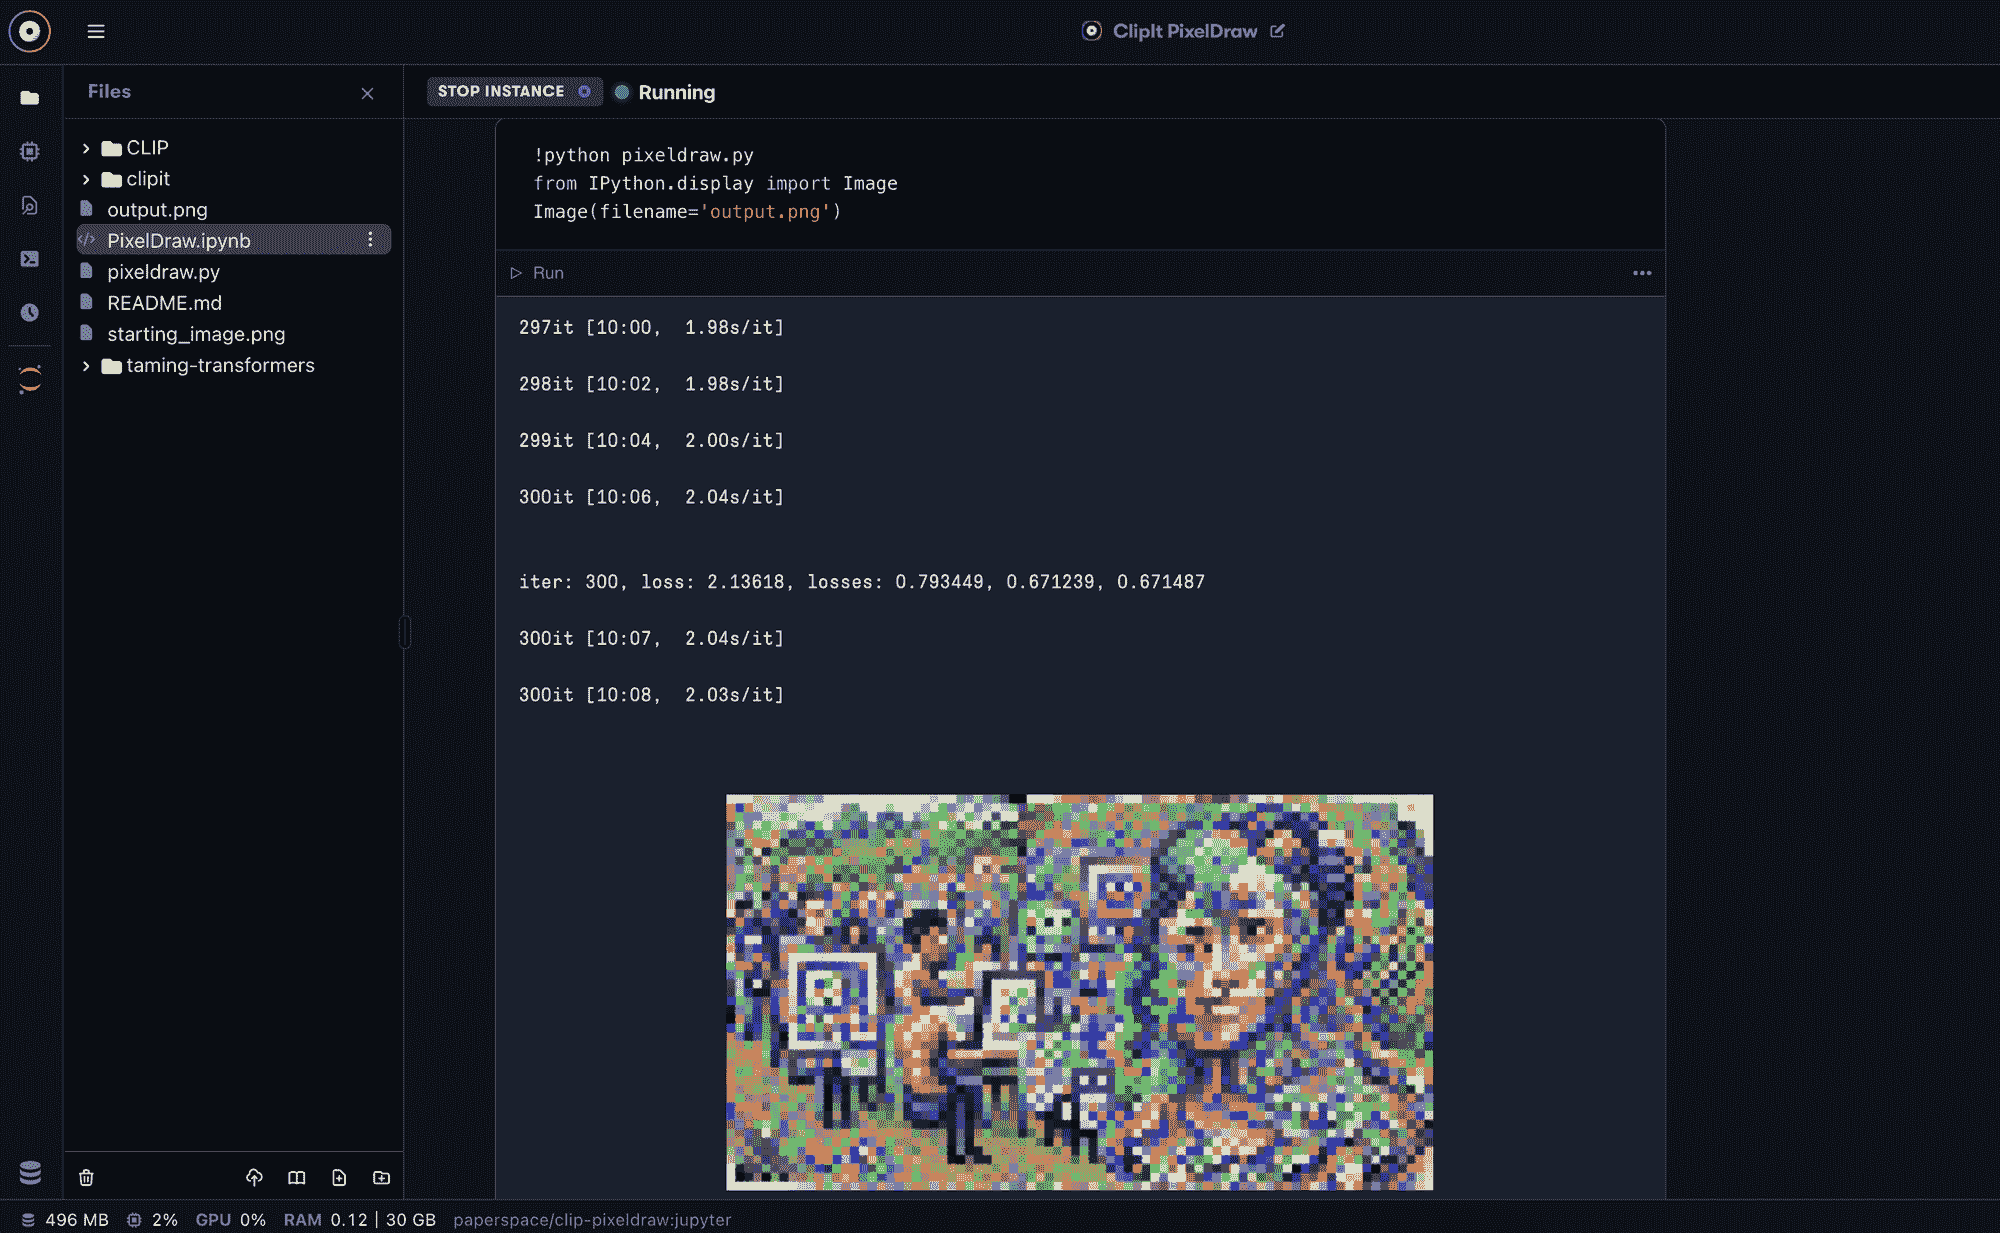 ClipIt PixelDraw
Files
STOP INSTANCE
Running
CLIP
clipit
output.png
PixelDraw.ipynb
pixeldraw.py
README.md
starting_image.png
taming-transformers
!python pixeldraw.py
from IPython.display import Image
Image(filename='output.png')
Run
297it [10:00,  1.98s/it]
298it [10:02,  1.98s/it]
299it [10:04,  2.00s/it]
300it [10:06,  2.04s/it]
iter: 300, loss: 2.13618, losses: 0.793449, 0.671239, 0.671487
300it [10:07,  2.04s/it]
300it [10:08,  2.03s/it]
496 MB 2% GPU 0% RAM 0.12 | 30 GB paperspace/clip-pixeldraw:jupyter